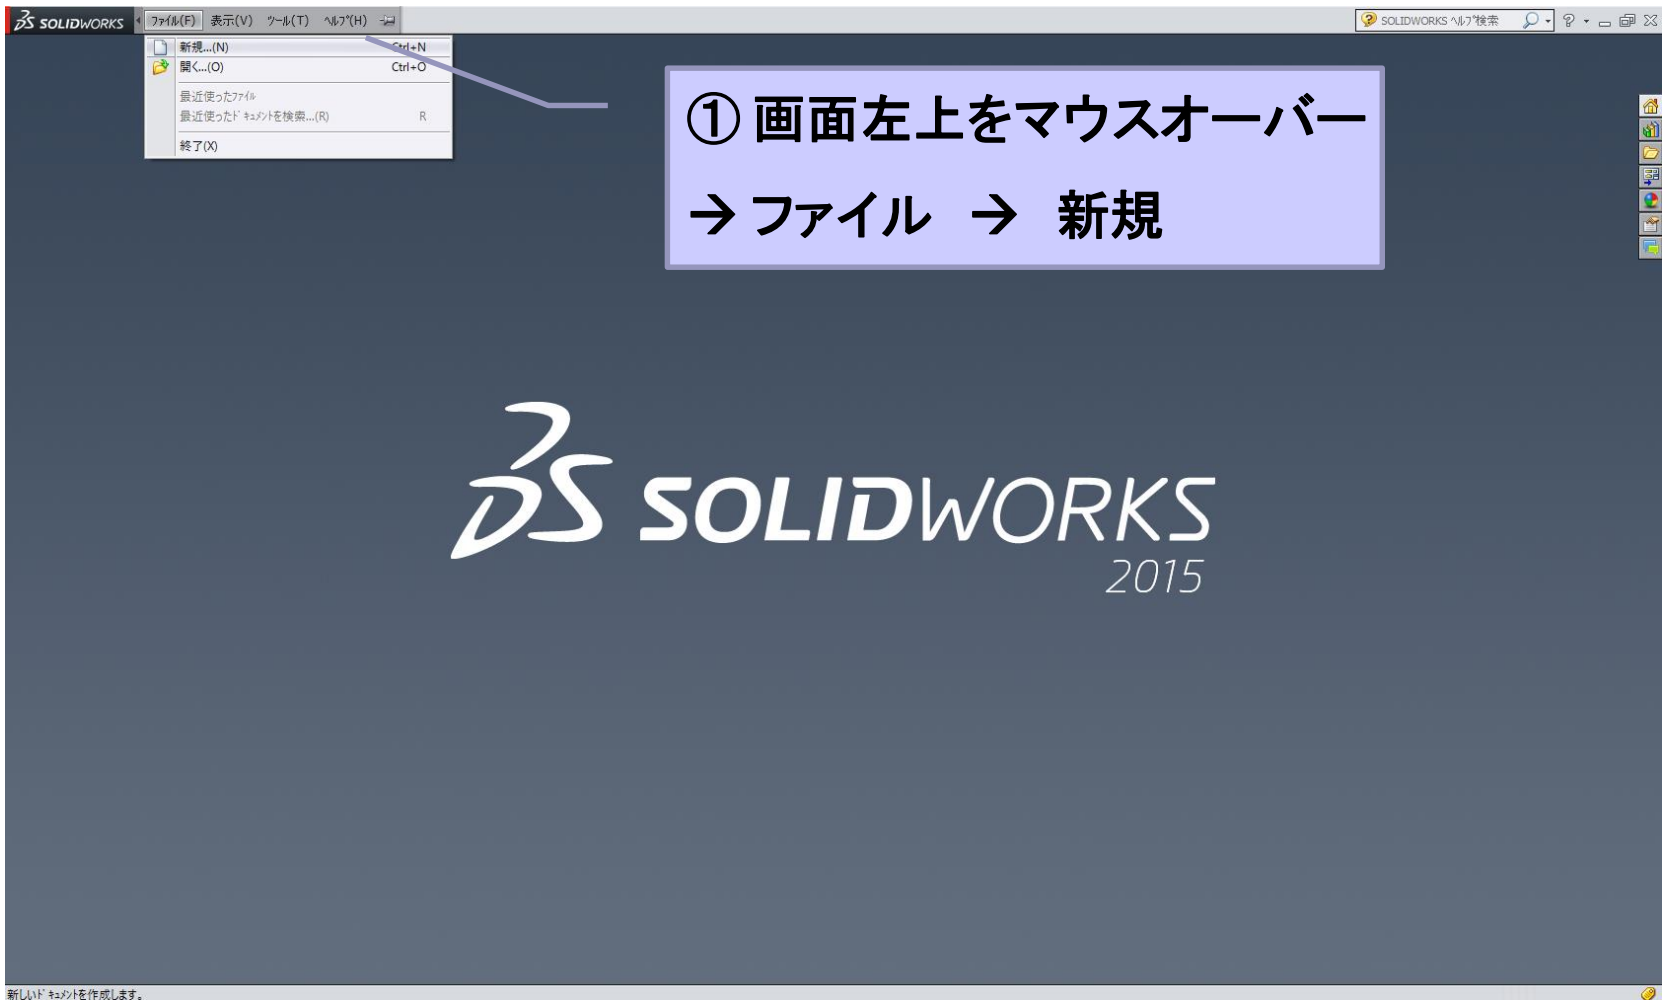 SOLIDWORKS ファイル(F) 表示(V) ツール(T) ヘルプ(H) SOLIDWORKS ヘルプ検索
新規...(N) Ctrl+N
開く...(O) Ctrl+O
最近使ったファイル
最近使ったドキュメントを検索...(R) R
終了(X)
① 画面左上をマウスオーバー
→ ファイル → 新規
SOLIDWORKS
2015
新しいドキュメントを作成します。